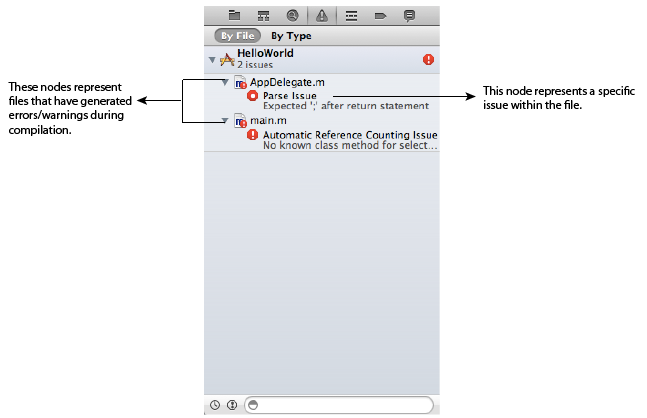 By File By Type
HelloWorld
2 issues
These nodes represent
files that have generated
errors/warnings during
compilation.
AppDelegate.m
Parse Issue
Expected ';' after return statement
main.m
Automatic Reference Counting Issue
No known class method for select...
This node represents a specific
issue within the file.